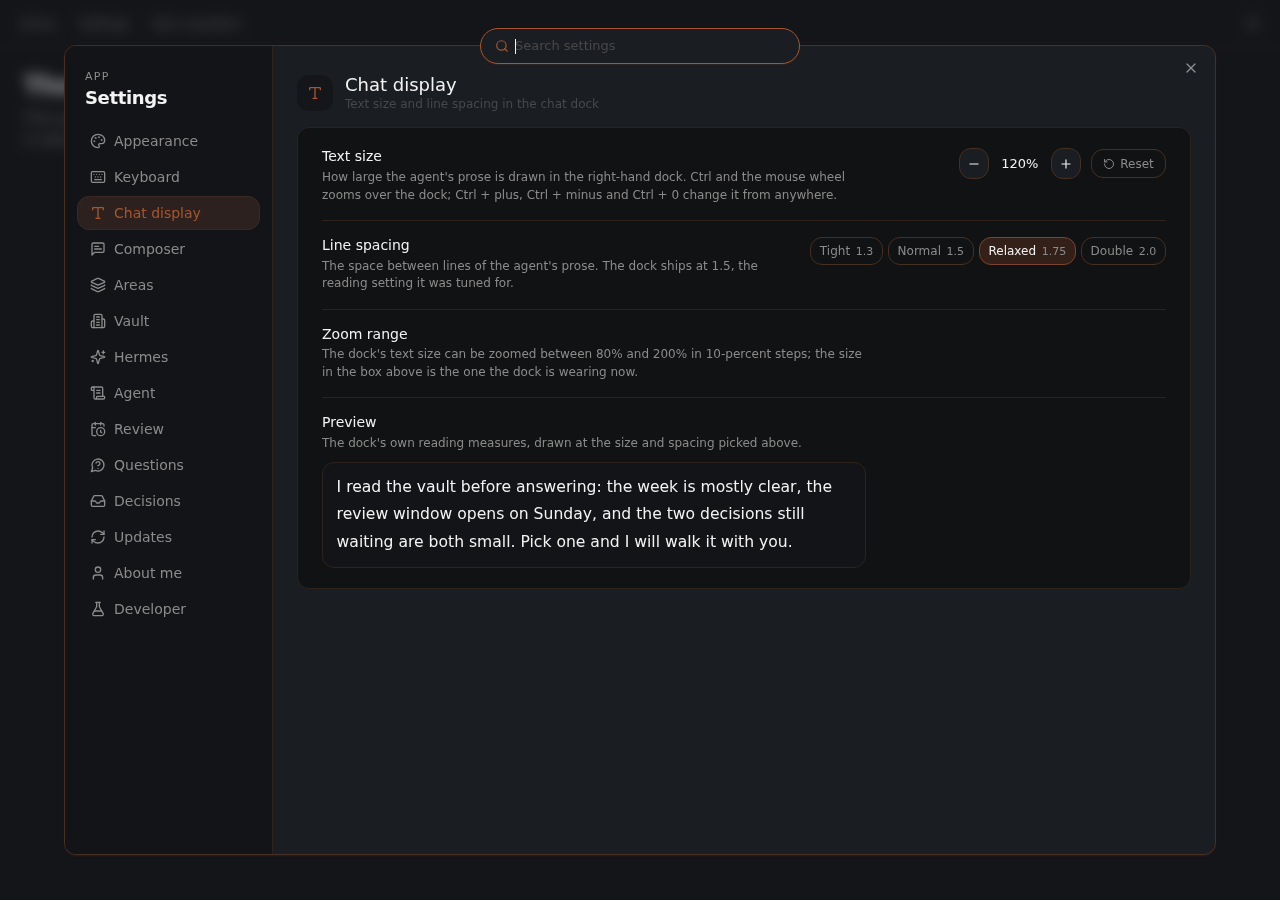 Search settings
APP
Settings
Appearance
Keyboard
Chat display
Composer
Areas
Vault
Hermes
Agent
Review
Questions
Decisions
Updates
About me
Developer
Chat display
Text size and line spacing in the chat dock
Text size
How large the agent's prose is drawn in the right-hand dock. Ctrl and the mouse wheel
zooms over the dock; Ctrl + plus, Ctrl + minus and Ctrl + 0 change it from anywhere.
120%
Reset
Line spacing
The space between lines of the agent's prose. The dock ships at 1.5, the
reading setting it was tuned for.
Tight 1.3
Normal 1.5
Relaxed 1.75
Double 2.0
Zoom range
The dock's text size can be zoomed between 80% and 200% in 10-percent steps; the size
in the box above is the one the dock is wearing now.
Preview
The dock's own reading measures, drawn at the size and spacing picked above.
I read the vault before answering: the week is mostly clear, the
review window opens on Sunday, and the two decisions still
waiting are both small. Pick one and I will walk it with you.